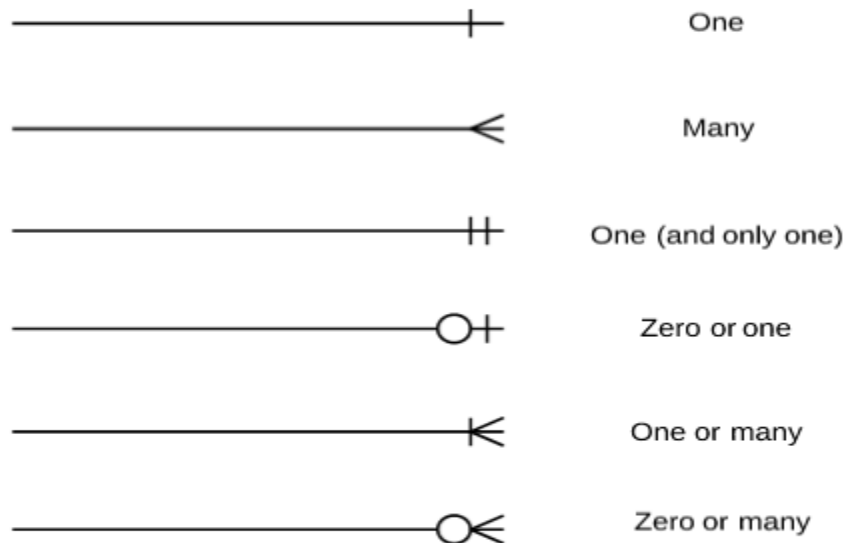 One
Many
One (and only one)
Zero or one
One or many
Zero or many